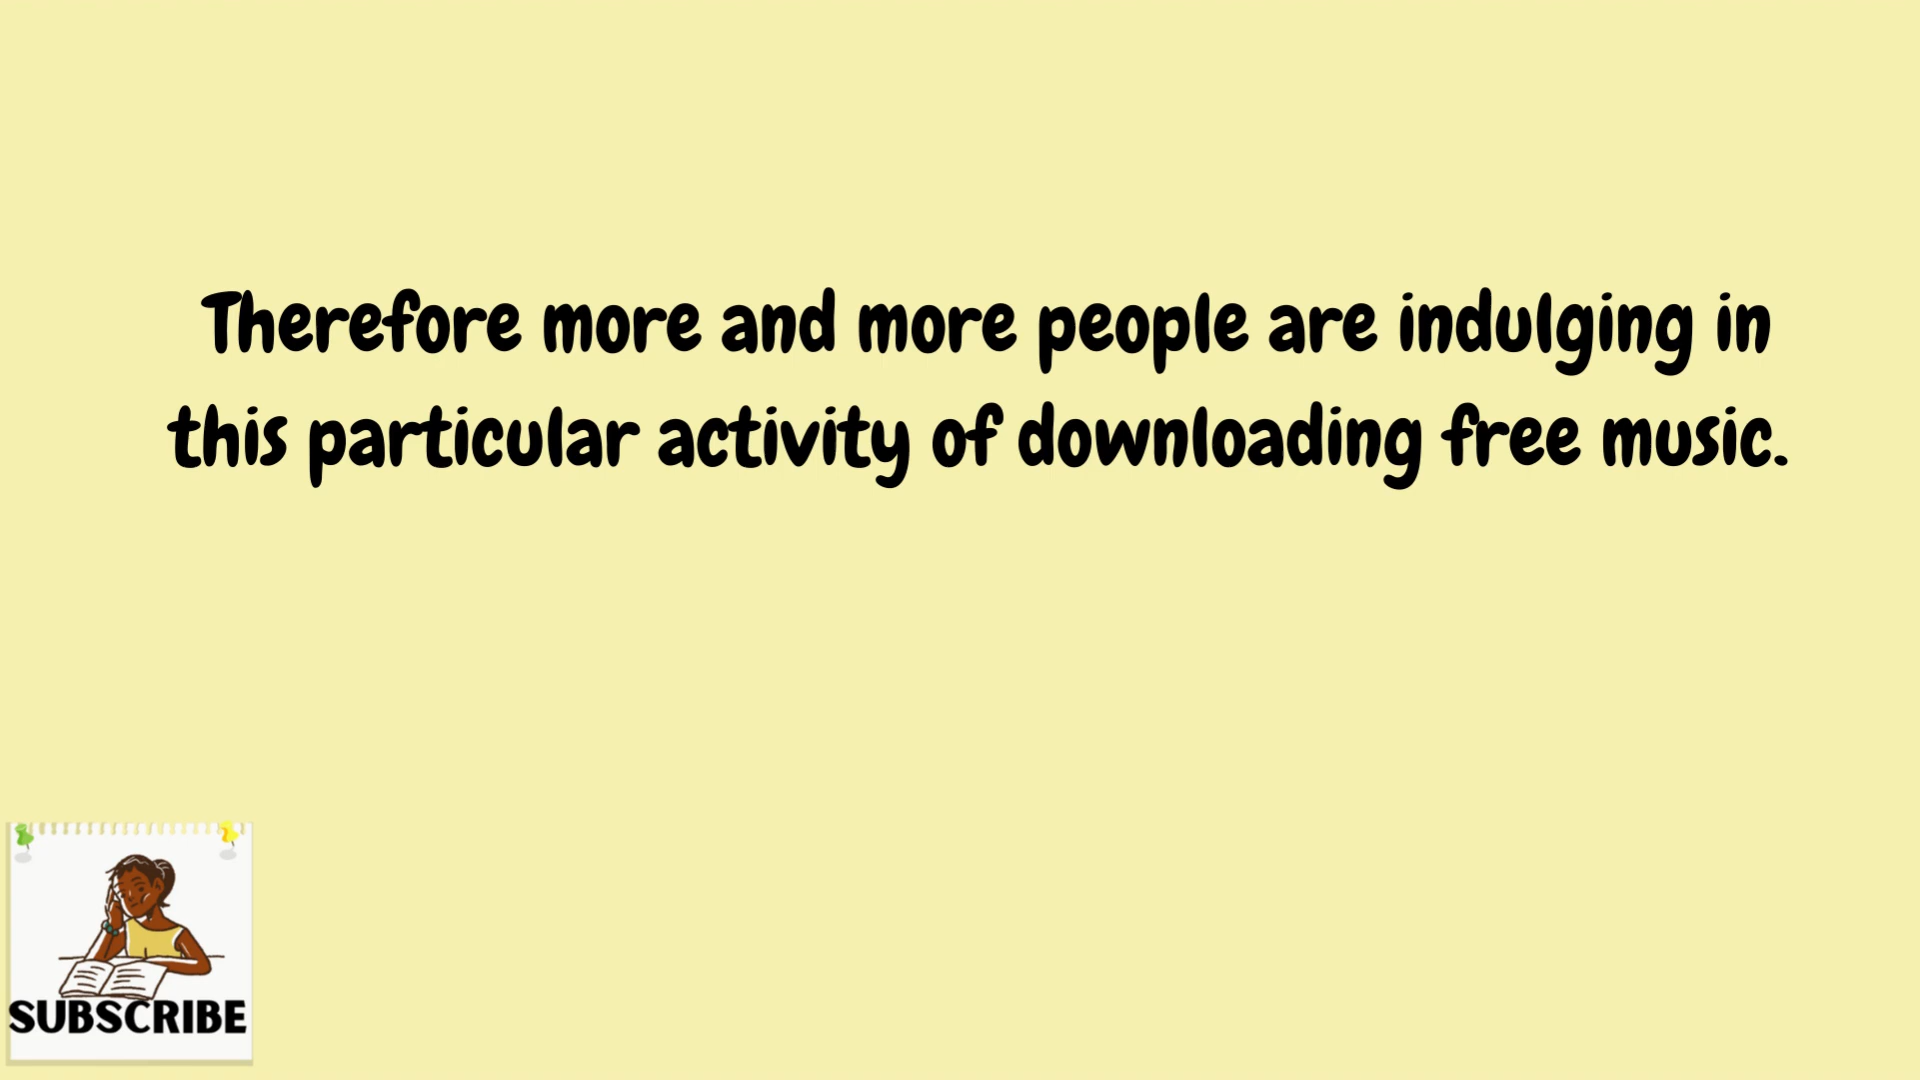 Therefore more and more people are indulging in
this particular activity of downloading free music.
SUBSCRIBE